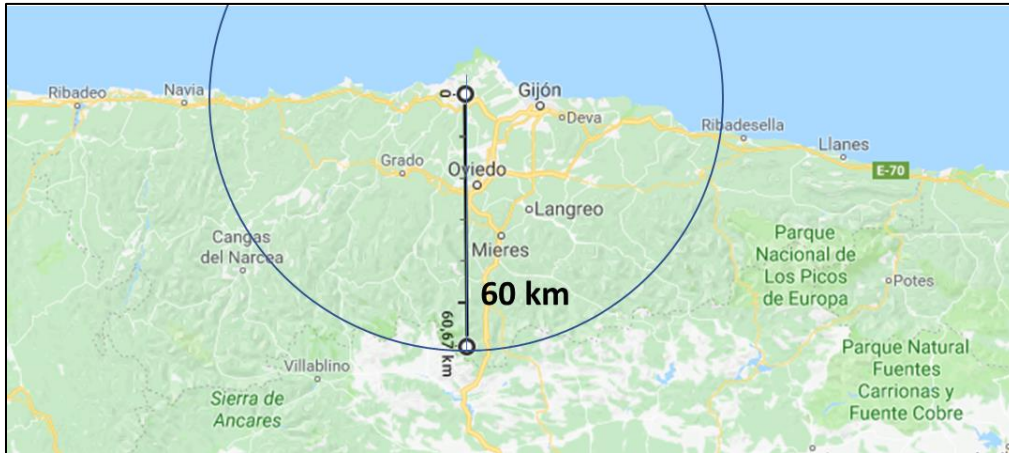 Ribadeo
Navia
0
Gijón
Deva
Ribadesella
Llanes
E-70
Grado
Oviedo
Langreo
Cangas
del Narcea
Mieres
Parque
Nacional de
Los Picos
de Europa
Potes
60 km
60,67 km
Villablino
Sierra de
Ancares
Parque Natural
Fuentes
Carrionas y
Fuente Cobre